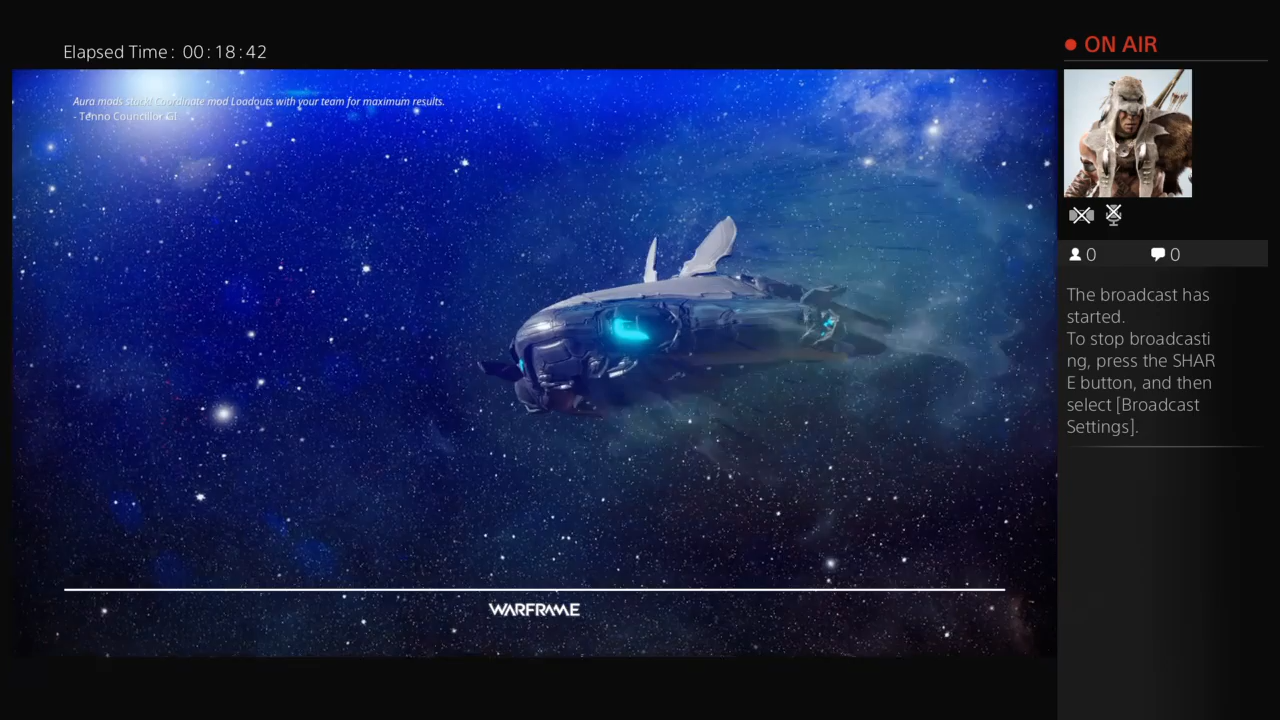 Elapsed Time: 00:18:42
ON AIR
Aura mods stack! Coordinate mod Loadouts with your team for maximum results.
- Tenno Councillor GI
0
0
The broadcast has
started.
To stop broadcasti
ng, press the SHAR
E button, and then
select [Broadcast
Settings].
WARFRAME